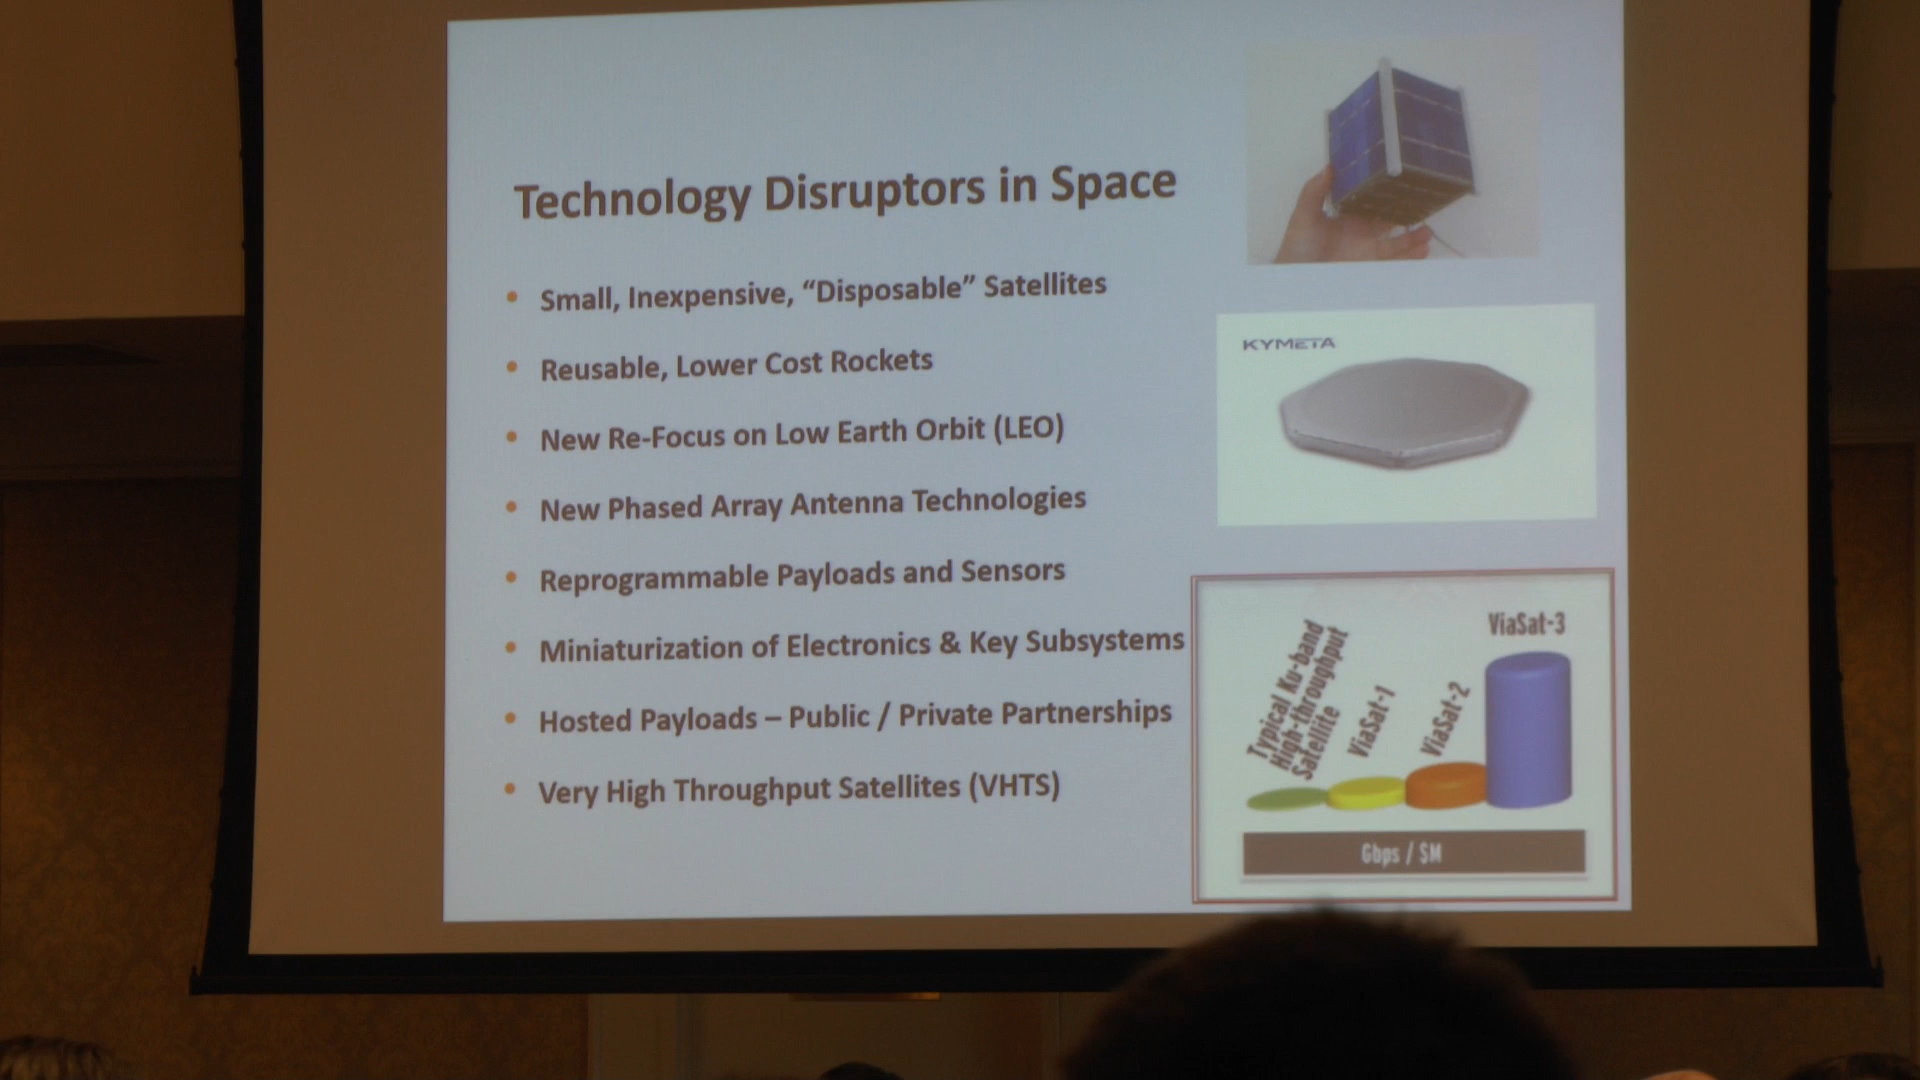 Technology Disruptors in Space
• Small, Inexpensive, “Disposable” Satellites
• Reusable, Lower Cost Rockets
• New Re-Focus on Low Earth Orbit (LEO)
• New Phased Array Antenna Technologies
• Reprogrammable Payloads and Sensors
• Miniaturization of Electronics & Key Subsystems
• Hosted Payloads – Public / Private Partnerships
• Very High Throughput Satellites (VHTS)
KYMETA
Typical Ku-band
High-throughput
Satellite
ViaSat-1
ViaSat-2
ViaSat-3
Gbps / $M